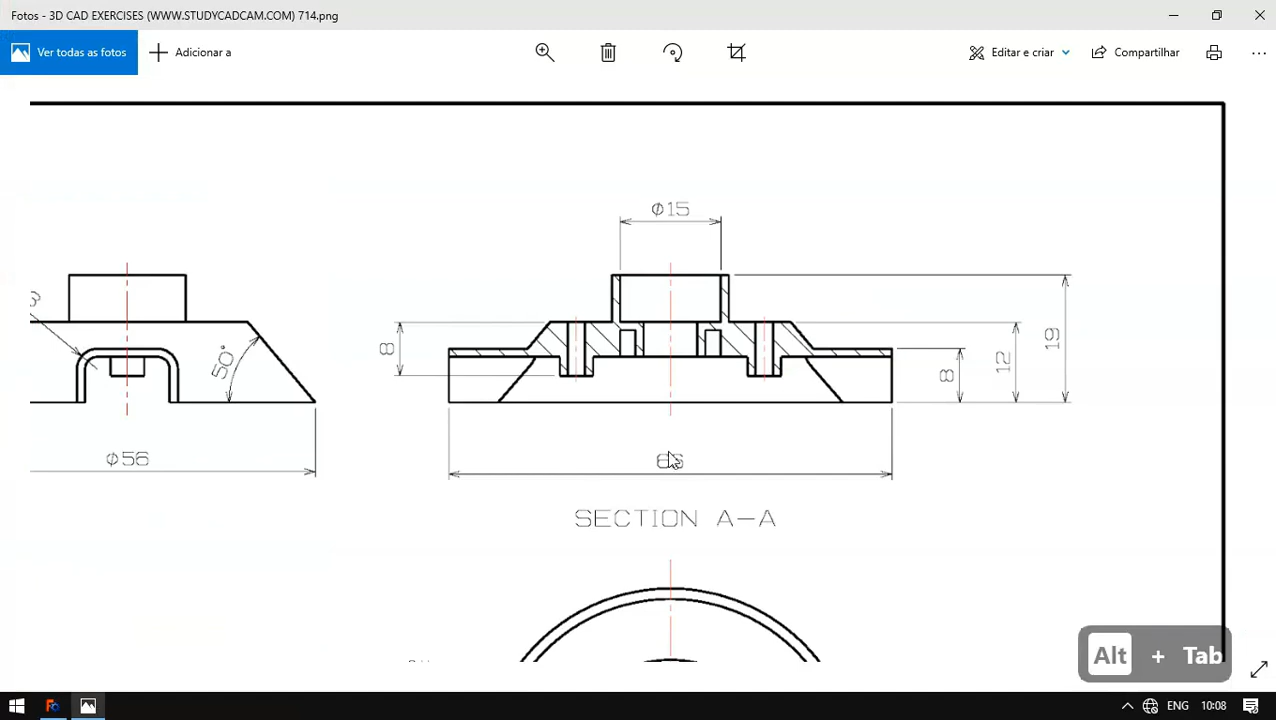 Fotos - 3D CAD EXERCISES (WWW.STUDYCADCAM.COM) 714.png
Ver todas as fotos
Adicionar a
Editar e criar
Compartilhar
Φ15
8
50°
Φ56
8
12
19
SECTION A-A
Alt + Tab
ENG
10:08